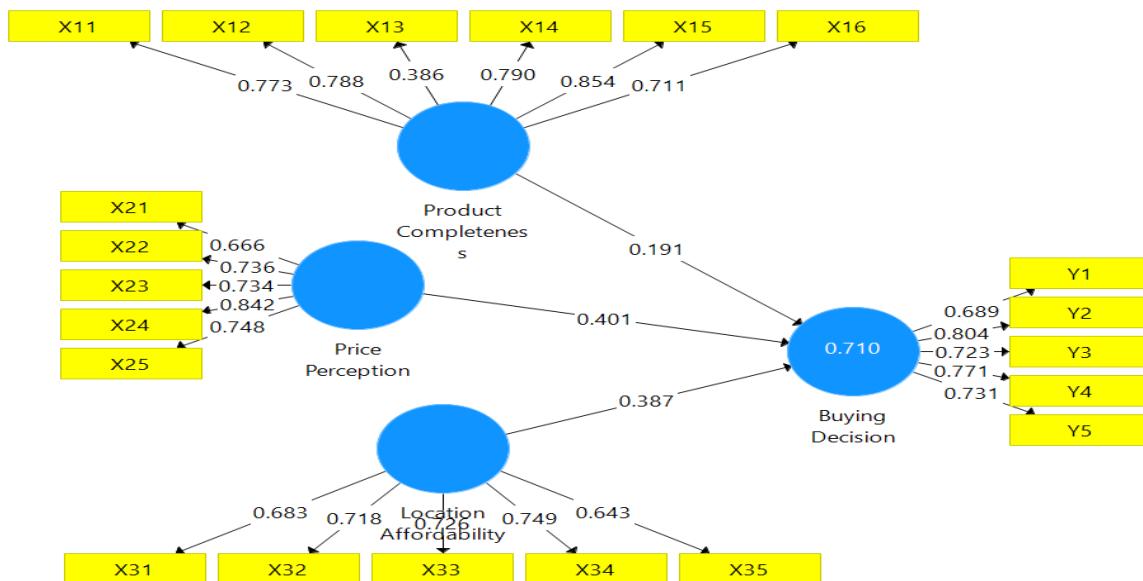 X11 X12 X13 X14 X15 X16
0.773 0.788 0.386 0.790 0.854 0.711
Product
Completenes
s
X21
X22
X23
X24
X25
0.666
0.736
0.734
0.842
0.748
Price
Perception
0.191
0.401
0.387
0.710
Buying
Decision
Y1
Y2
Y3
Y4
Y5
0.689
0.804
0.723
0.771
0.731
Location
Affordability
0.683 0.718 0.726 0.749 0.643
X31 X32 X33 X34 X35